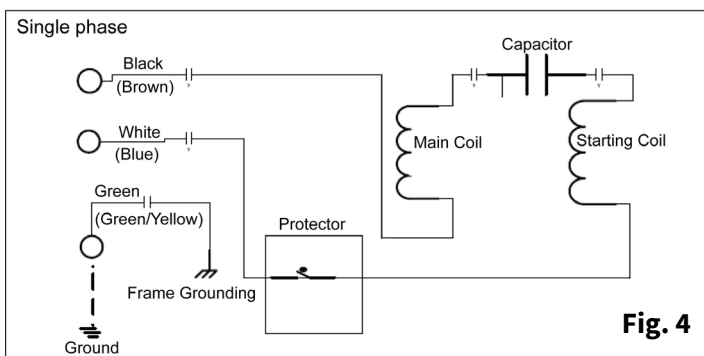 Single phase
Capacitor
Black
(Brown)
White
(Blue)
Main Coil
Starting Coil
Green
(Green/Yellow)
Protector
Frame Grounding
Ground
Fig. 4